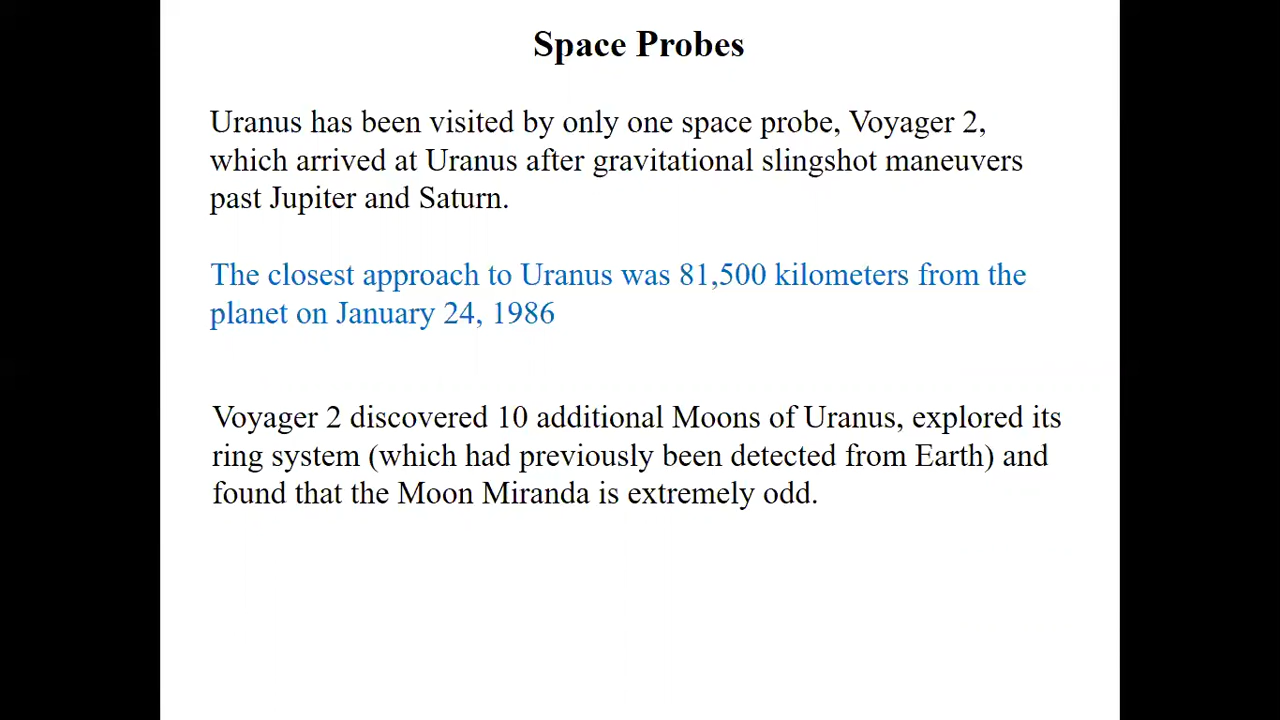 Space Probes
Uranus has been visited by only one space probe, Voyager 2,
which arrived at Uranus after gravitational slingshot maneuvers
past Jupiter and Saturn.
The closest approach to Uranus was 81,500 kilometers from the
planet on January 24, 1986
Voyager 2 discovered 10 additional Moons of Uranus, explored its
ring system (which had previously been detected from Earth) and
found that the Moon Miranda is extremely odd.